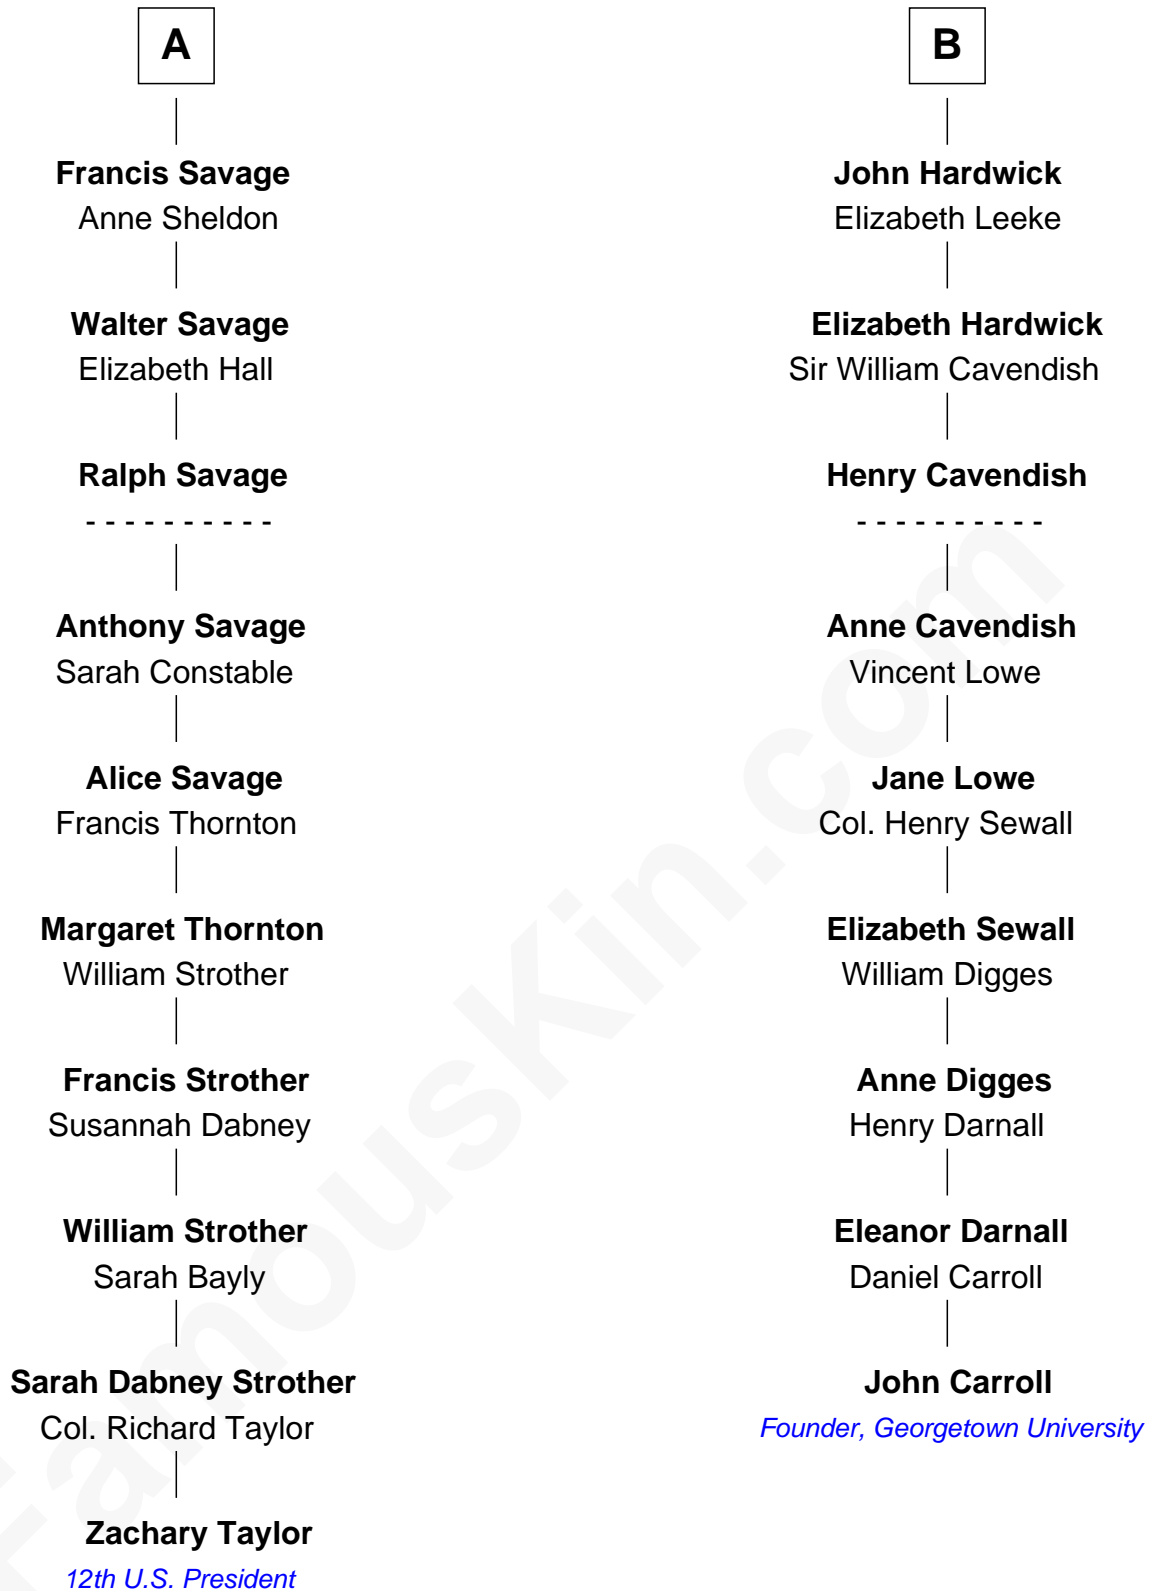 A
Francis Savage
Anne Sheldon
Walter Savage
Elizabeth Hall
Ralph Savage
- - - - - - - - - -
Anthony Savage
Sarah Constable
Alice Savage
Francis Thornton
Margaret Thornton
William Strother
Francis Strother
Susannah Dabney
William Strother
Sarah Bayly
Sarah Dabney Strother
Col. Richard Taylor
Zachary Taylor
12th U.S. President
B
John Hardwick
Elizabeth Leeke
Elizabeth Hardwick
Sir William Cavendish
Henry Cavendish
- - - - - - - - - -
Anne Cavendish
Vincent Lowe
Jane Lowe
Col. Henry Sewall
Elizabeth Sewall
William Digges
Anne Digges
Henry Darnall
Eleanor Darnall
Daniel Carroll
John Carroll
Founder, Georgetown University
FamousKin.com